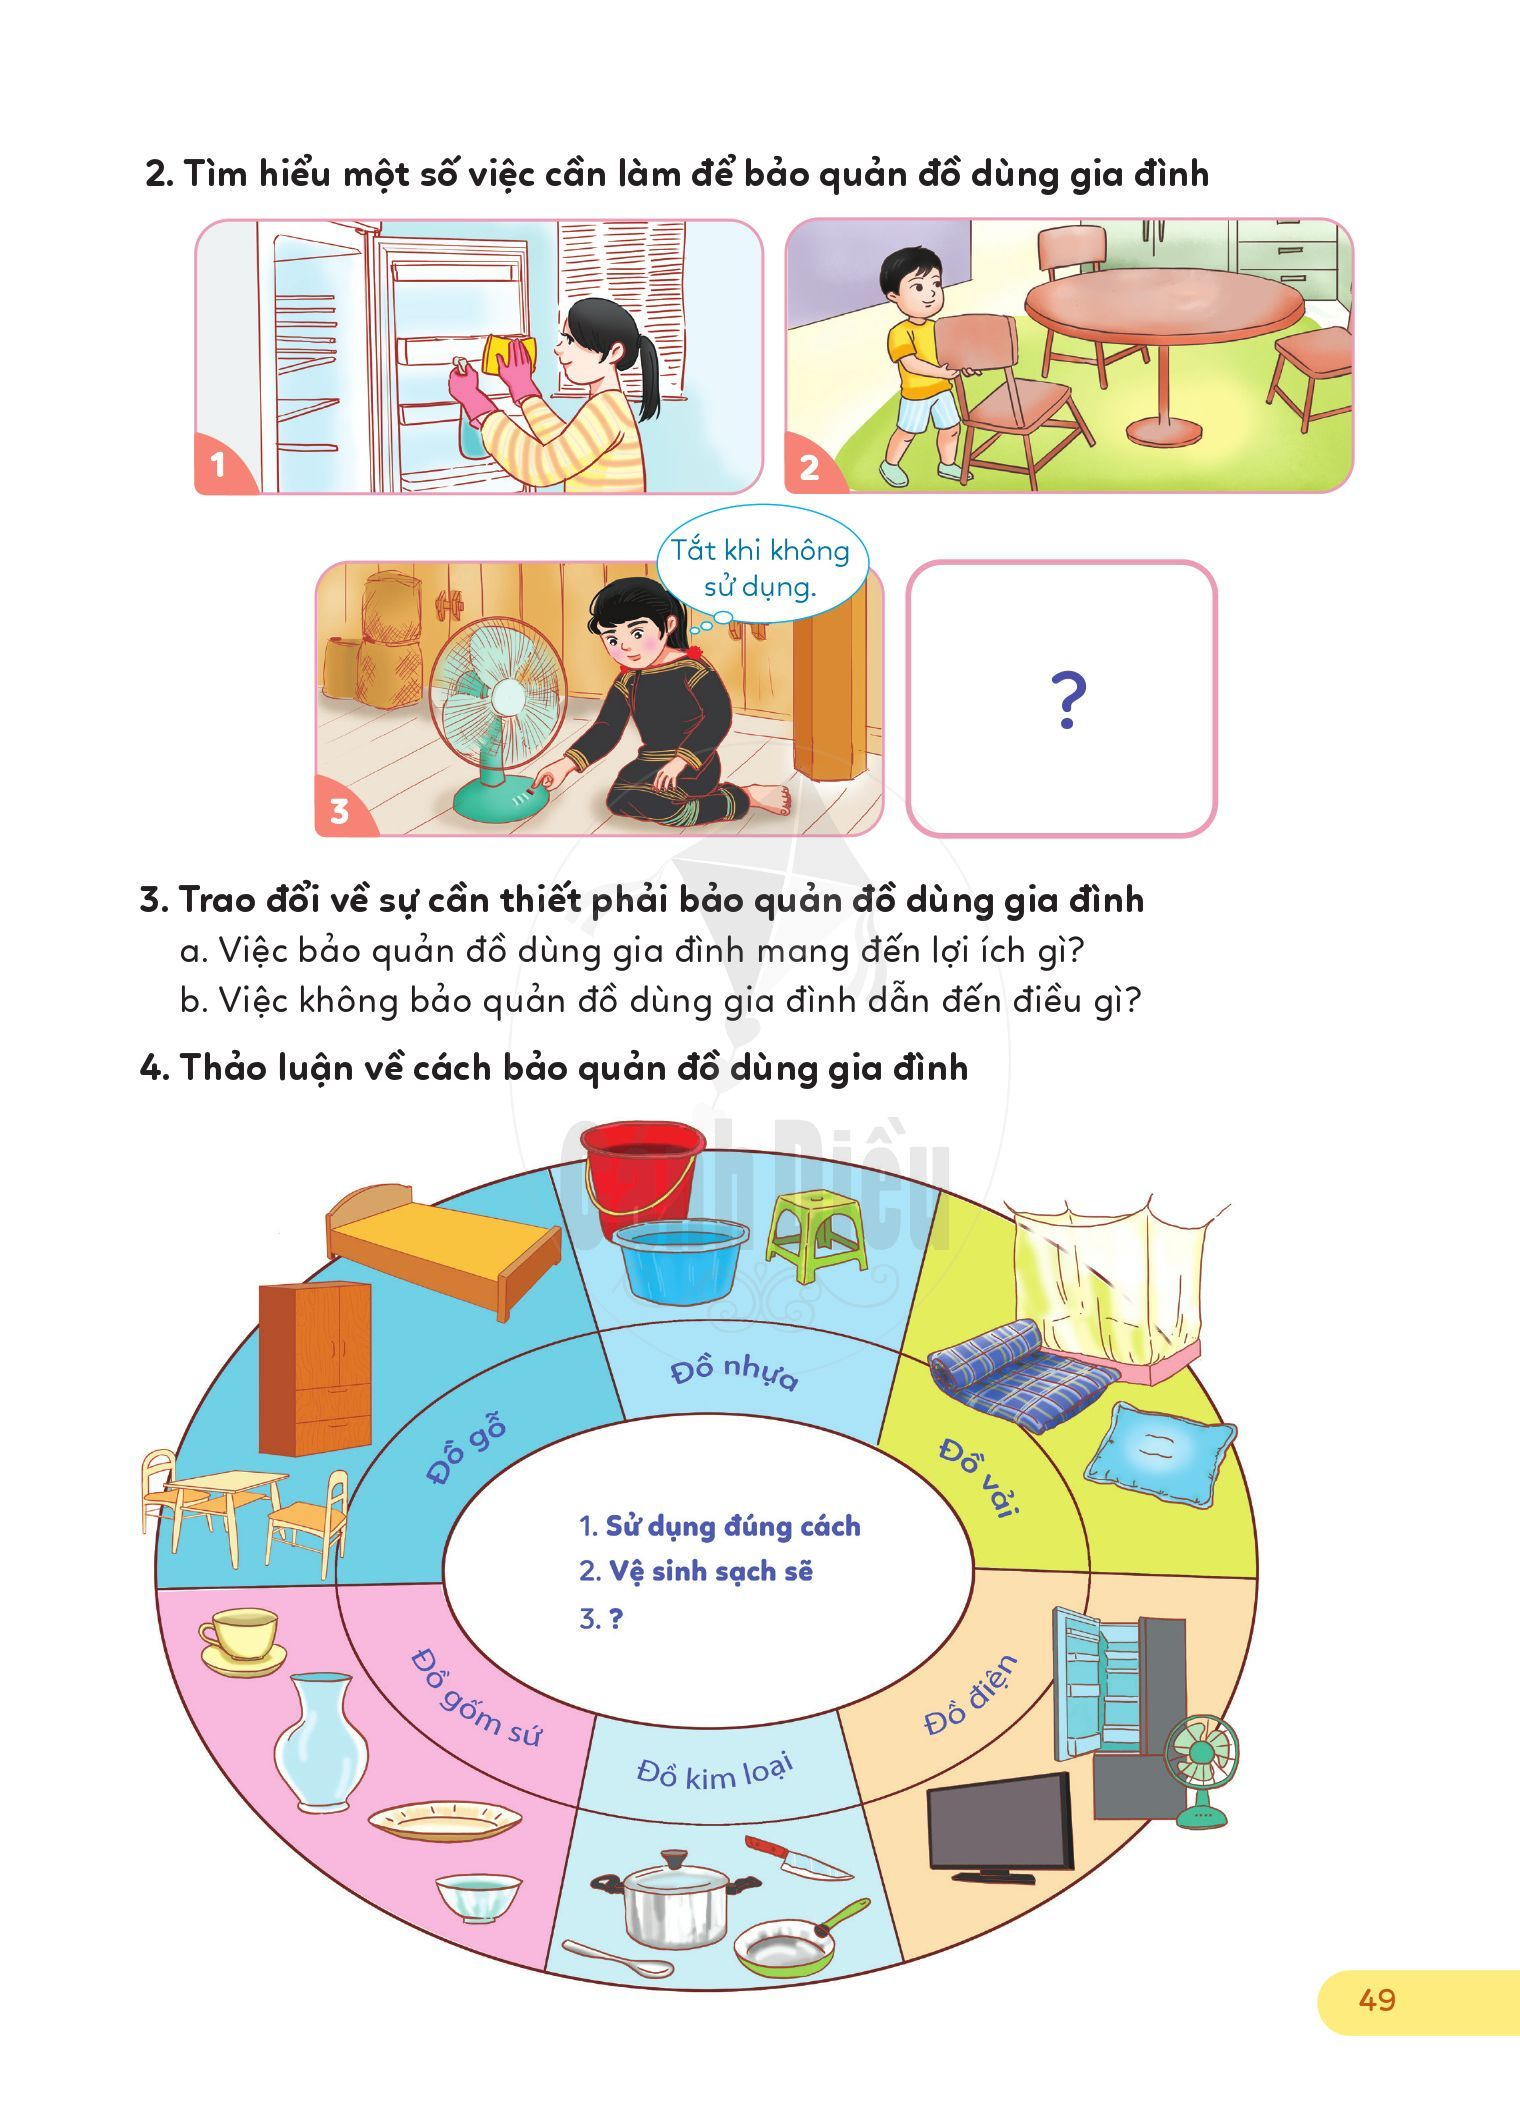 2. Tìm hiểu một số việc cần làm để bảo quản đồ dùng gia đình
1
2
Tắt khi không
sử dụng.
3
?
3. Trao đổi về sự cần thiết phải bảo quản đồ dùng gia đình
a. Việc bảo quản đồ dùng gia đình mang đến lợi ích gì?
b. Việc không bảo quản đồ dùng gia đình dẫn đến điều gì?
4. Thảo luận về cách bảo quản đồ dùng gia đình
Cánh Diều
Đồ nhựa
Đồ gỗ
Đồ vải
1. Sử dụng đúng cách
2. Vệ sinh sạch sẽ
3. ?
Đồ gốm sứ
Đồ điện
Đồ kim loại
49